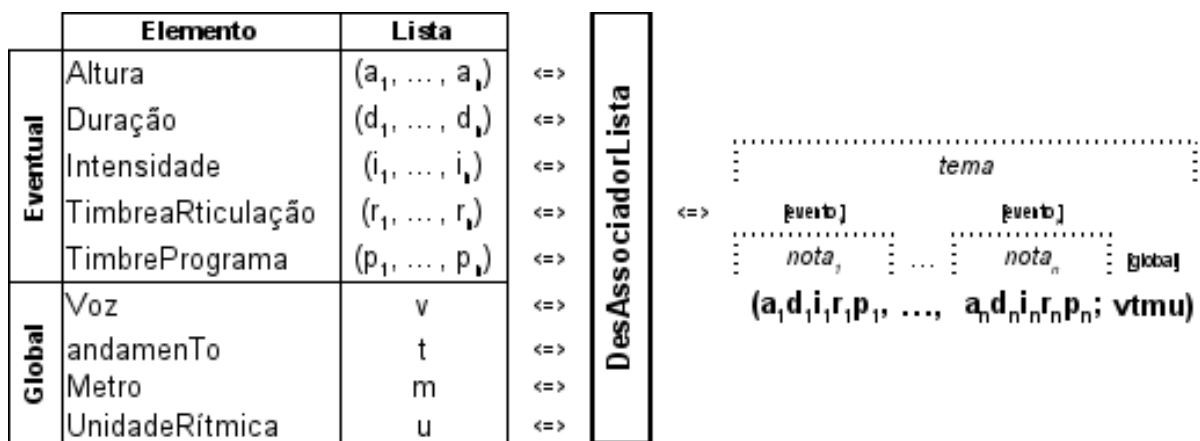 Elemento Lista
Eventual
Altura (a₁, ... , aₙ) <=>
Duração (d₁, ... , dₙ) <=>
Intensidade (i₁, ... , iₙ) <=>
TimbreaRticulação (r₁, ... , rₙ) <=>
TimbrePrograma (p₁, ... , pₙ) <=>
Global
Voz v <=>
andamenTo t <=>
Metro m <=>
UnidadeRítmica u <=>
DesAssociadorLista
<=>
tema
[evento,] [evento,]
nota₁ ... notaₙ [global]
(a₁d₁i₁r₁p₁, ..., aₙdₙiₙrₙpₙ; vtmu)